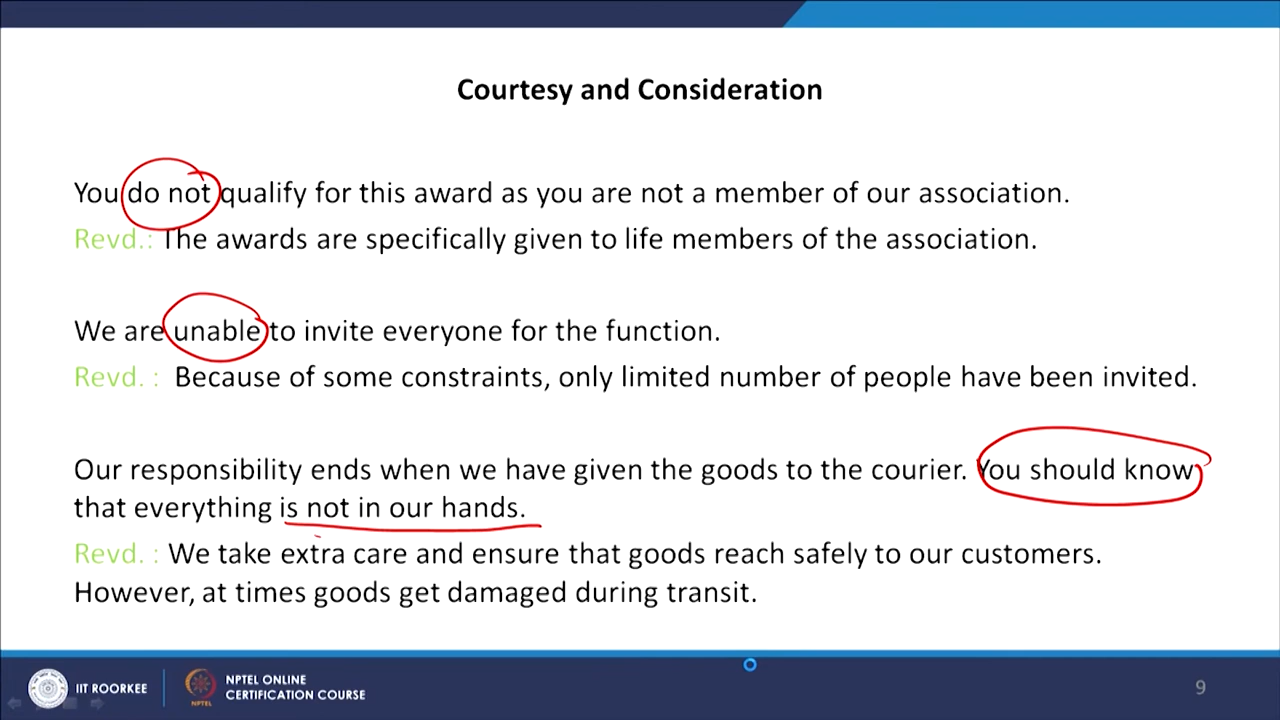 Courtesy and Consideration
You do not qualify for this award as you are not a member of our association.
Revd.: The awards are specifically given to life members of the association.
We are unable to invite everyone for the function.
Revd. : Because of some constraints, only limited number of people have been invited.
Our responsibility ends when we have given the goods to the courier. You should know
that everything is not in our hands.
Revd. : We take extra care and ensure that goods reach safely to our customers.
However, at times goods get damaged during transit.
IIT ROORKEE
NPTEL
NPTEL ONLINE
CERTIFICATION COURSE
9